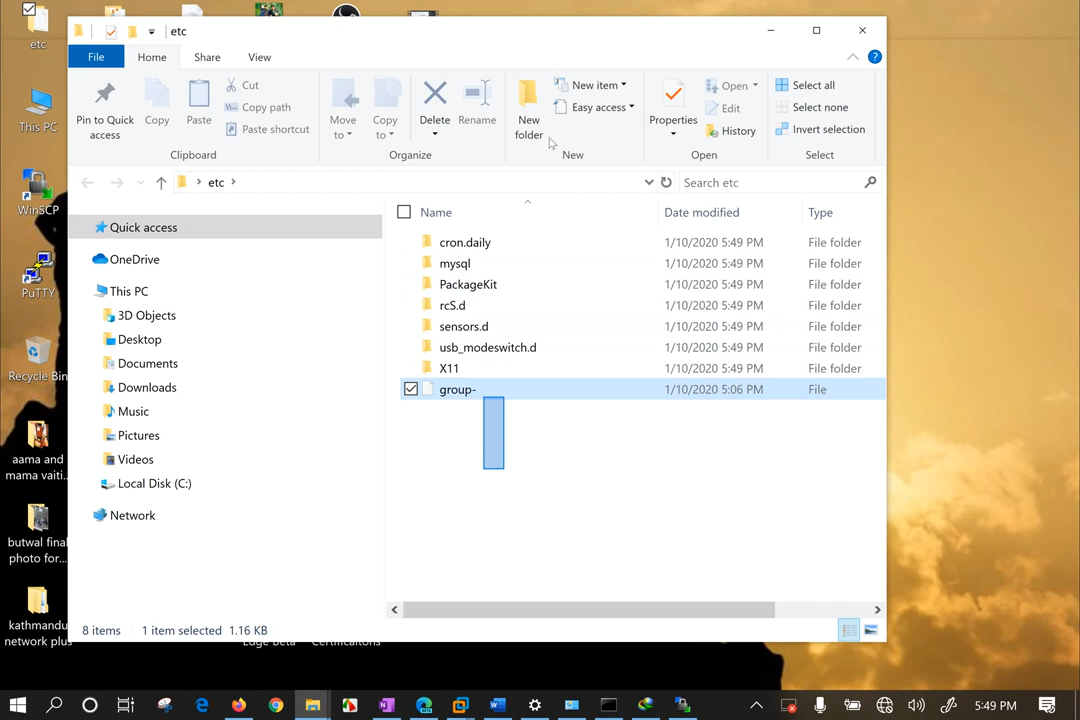 etc
This PC
WinSCP
PuTTY
Recycle Bin
aama and
mama vaiti...
butwal final
photo for...
kathmandu
network plus
etc
File
Home
Share
View
Pin to Quick
access
Copy
Paste
Cut
Copy path
Paste shortcut
Clipboard
Move
to
Copy
to
Delete
Rename
Organize
New
folder
New item
Easy access
New
Properties
Open
Edit
History
Open
Select all
Select none
Invert selection
Select
etc
Search etc
Quick access
OneDrive
This PC
3D Objects
Desktop
Documents
Downloads
Music
Pictures
Videos
Local Disk (C:)
Network
Name Date modified Type
cron.daily 1/10/2020 5:49 PM File folder
mysql 1/10/2020 5:49 PM File folder
PackageKit 1/10/2020 5:49 PM File folder
rcS.d 1/10/2020 5:49 PM File folder
sensors.d 1/10/2020 5:49 PM File folder
usb_modeswitch.d 1/10/2020 5:49 PM File folder
X11 1/10/2020 5:49 PM File folder
group- 1/10/2020 5:06 PM File
8 items 1 item selected 1.16 KB
5:49 PM